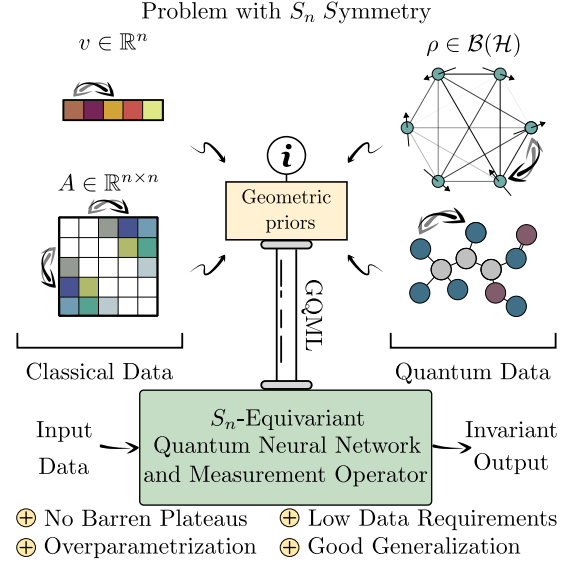 Problem with $S_n$ Symmetry
$v \in \mathbb{R}^n$
$\rho \in \mathcal{B}(\mathcal{H})$
i
$A \in \mathbb{R}^{n \times n}$
Geometric
priors
GQML
Classical Data
Quantum Data
$S_n$-Equivariant
Quantum Neural Network
and Measurement Operator
Input
Data
Invariant
Output
+ No Barren Plateaus
+ Low Data Requirements
+ Overparametrization
+ Good Generalization